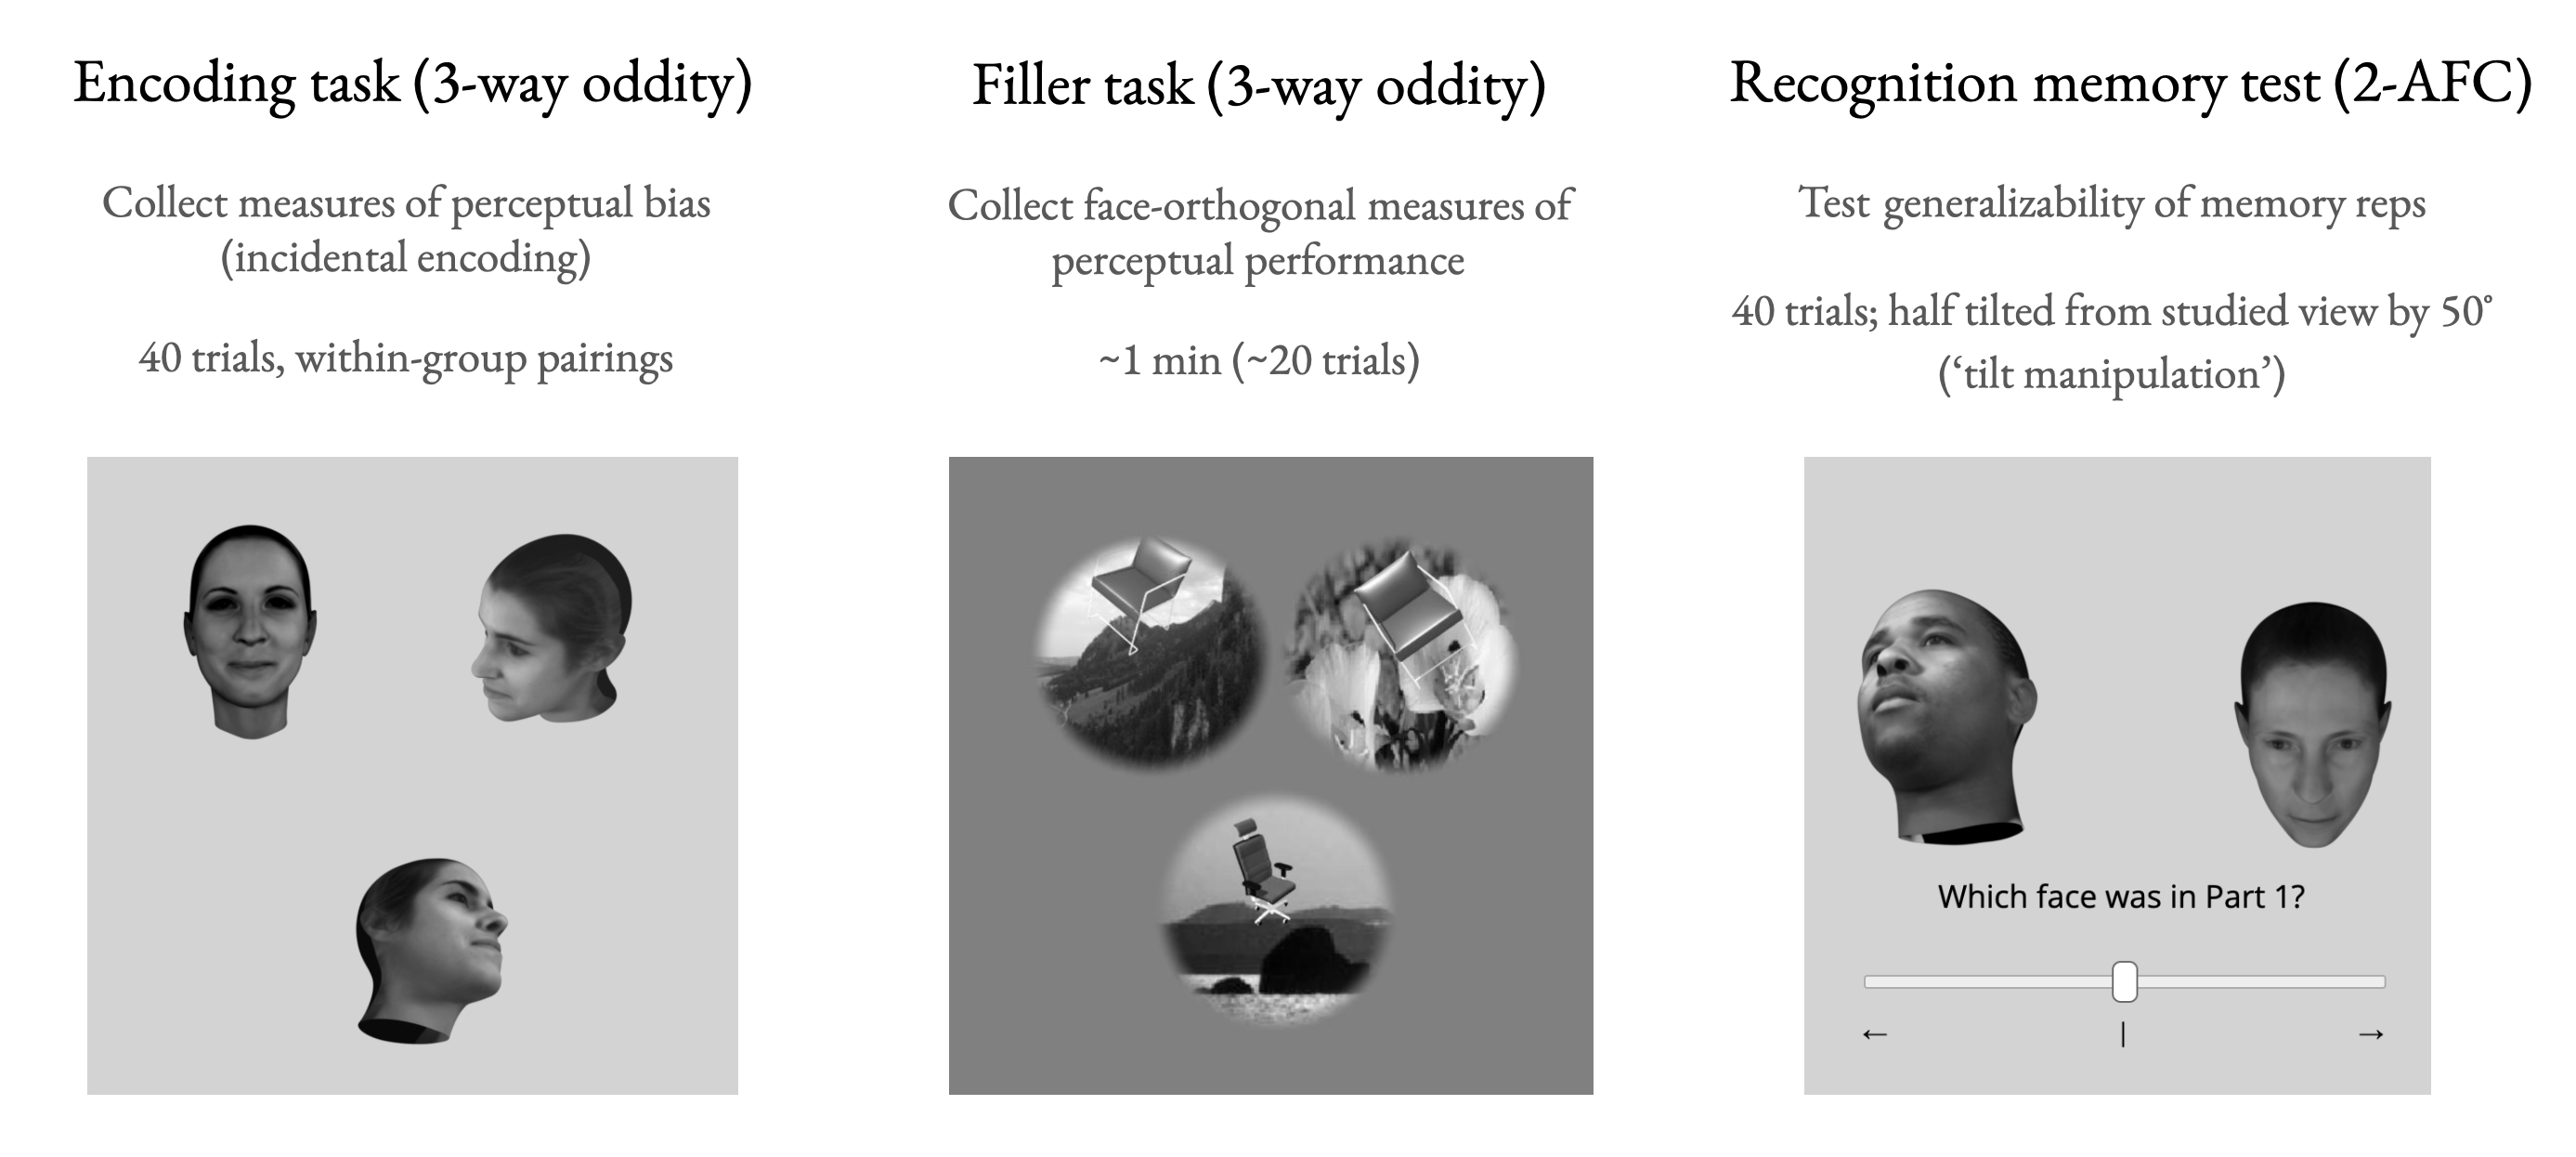 Encoding task (3-way oddity)
Collect measures of perceptual bias
(incidental encoding)
40 trials, within-group pairings
Filler task (3-way oddity)
Collect face-orthogonal measures of
perceptual performance
~1 min (~20 trials)
Recognition memory test (2-AFC)
Test generalizability of memory reps
40 trials; half tilted from studied view by 50°
(‘tilt manipulation’)
Which face was in Part 1?
← | →